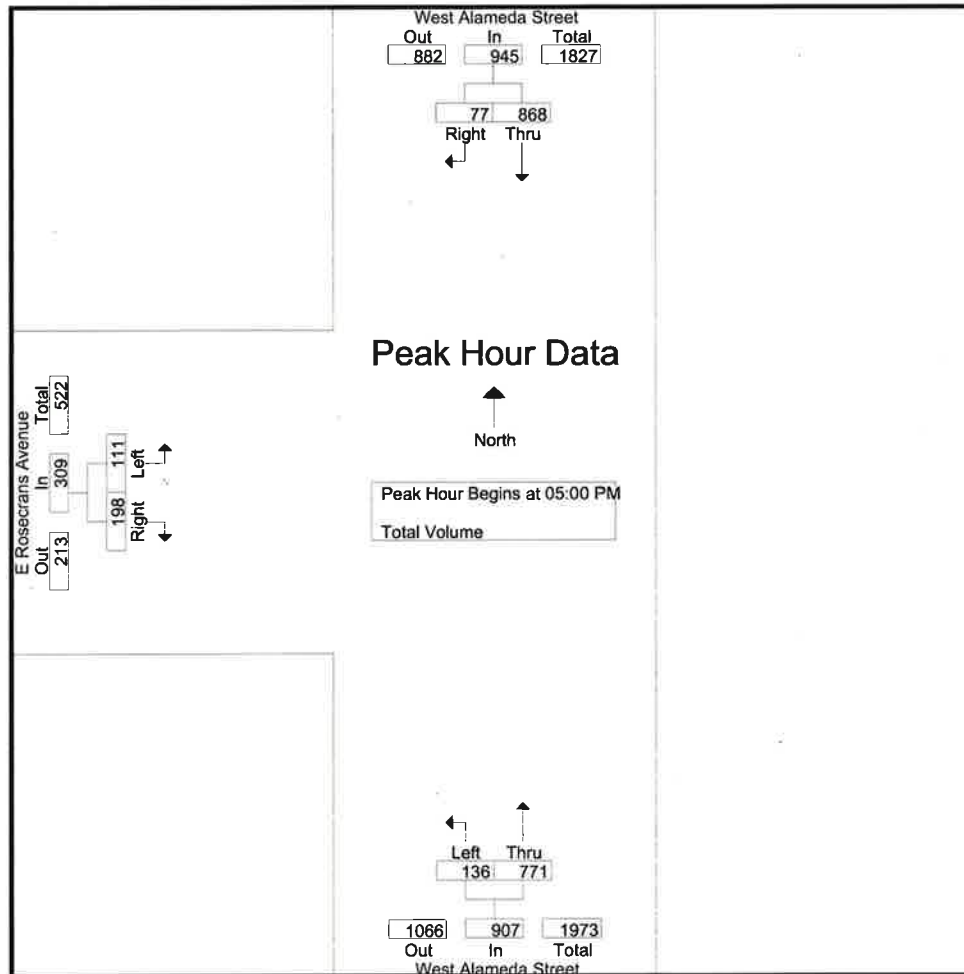 West Alameda Street
Out In Total
882 945 1827
77 868
Right Thru
Peak Hour Data
North
Peak Hour Begins at 05:00 PM
Total Volume
E Rosecrans Avenue
Out In Total
213 309 522
198 111
Right Left
Left Thru
136 771
1066 907 1973
Out In Total
West Alameda Street